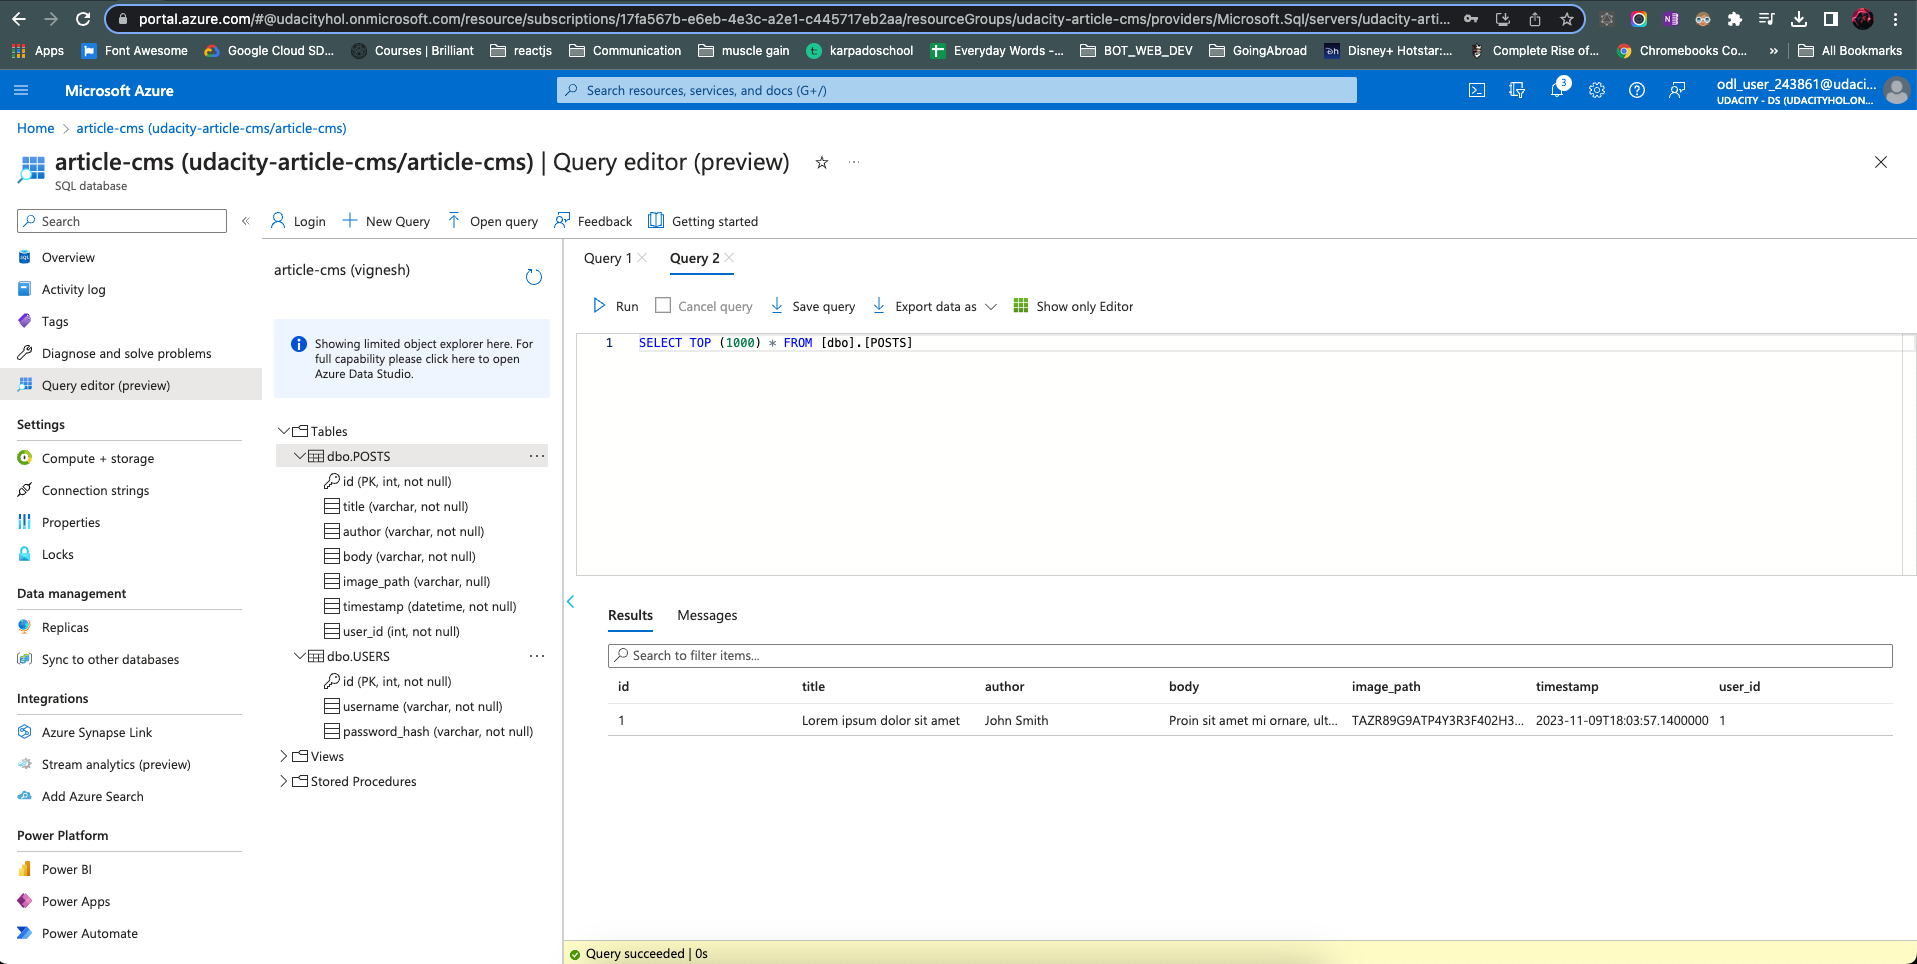 portal.azure.com/#@udacityhol.onmicrosoft.com/resource/subscriptions/17fa567b-e6eb-4e3c-a2e1-c445717eb2aa/resourceGroups/udacity-article-cms/providers/Microsoft.Sql/servers/udacity-arti...
Apps Font Awesome Google Cloud SD... Courses | Brilliant reactjs Communication muscle gain karpadoschool Everyday Words -... BOT_WEB_DEV GoingAbroad Disney+ Hotstar:... Complete Rise of... Chromebooks Co... » All Bookmarks
Microsoft Azure
Search resources, services, and docs (G+/)
3
odl_user_243861@udaci...
UDACITY - DS (UDACITYHOL.ON...
Home > article-cms (udacity-article-cms/article-cms)
article-cms (udacity-article-cms/article-cms) | Query editor (preview)
SQL database
Search
Overview
Activity log
Tags
Diagnose and solve problems
Query editor (preview)
Settings
Compute + storage
Connection strings
Properties
Locks
Data management
Replicas
Sync to other databases
Integrations
Azure Synapse Link
Stream analytics (preview)
Add Azure Search
Power Platform
Power BI
Power Apps
Power Automate
Login New Query Open query Feedback Getting started
article-cms (vignesh)
Showing limited object explorer here. For
full capability please click here to open
Azure Data Studio.
Tables
dbo.POSTS
id (PK, int, not null)
title (varchar, not null)
author (varchar, not null)
body (varchar, not null)
image_path (varchar, null)
timestamp (datetime, not null)
user_id (int, not null)
dbo.USERS
id (PK, int, not null)
username (varchar, not null)
password_hash (varchar, not null)
Views
Stored Procedures
Query 1 Query 2
Run Cancel query Save query Export data as Show only Editor
1 SELECT TOP (1000) * FROM [dbo].[POSTS]
Results Messages
Search to filter items...
id title author body image_path timestamp user_id
1 Lorem ipsum dolor sit amet John Smith Proin sit amet mi ornare, ult... TAZR89G9ATP4Y3R3F402H3... 2023-11-09T18:03:57.1400000 1
Query succeeded | 0s